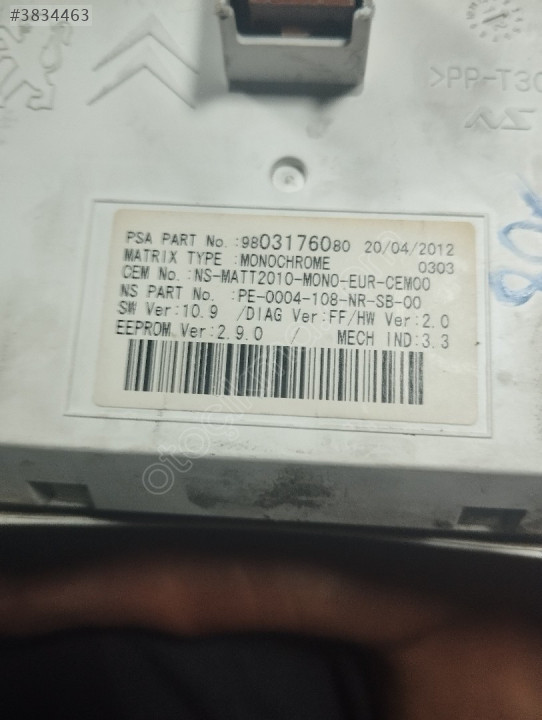 #3834463
>PP-T30
PSA PART No.:9803176080 20/04/2012
MATRIX TYPE :MONOCHROME 0303
CEM No.:NS-MATT2010-MONO-EUR-CEM00
NS PART No. :PE-0004-108-NR-SB-00
SW Ver:10.9 /DIAG Ver:FF/HW Ver:2.0
EEPROM.Ver:2.9.0 / MECH IND:3.3